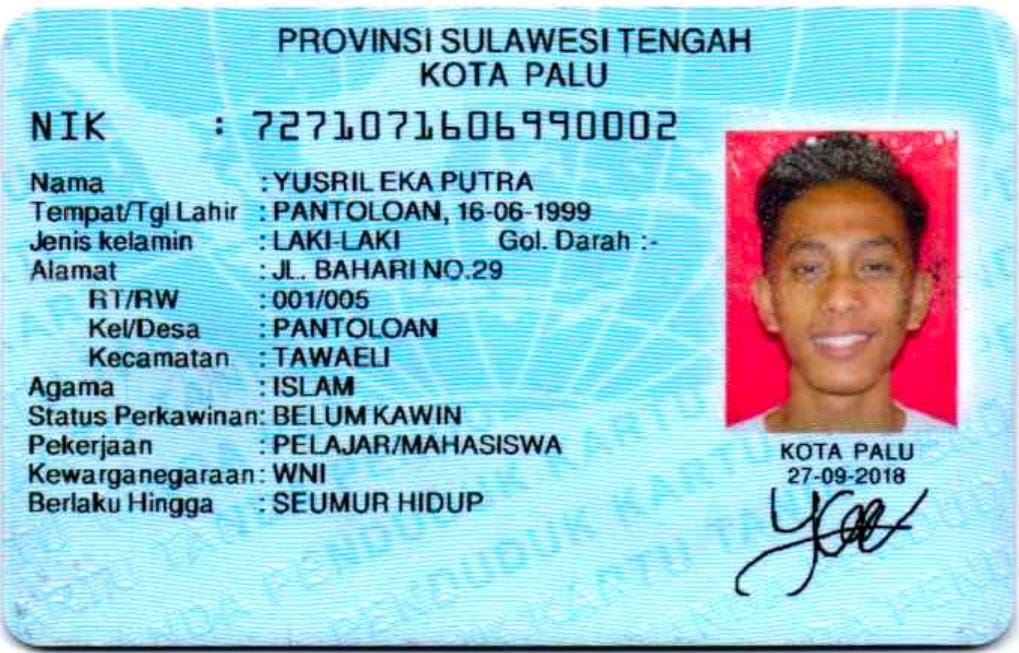 PROVINSI SULAWESI TENGAH
KOTA PALU
NIK : 7271071606990002
Nama : YUSRIL EKA PUTRA
Tempat/Tgl Lahir : PANTOLOAN, 16-06-1999
Jenis kelamin : LAKI-LAKI Gol. Darah :-
Alamat : JL. BAHARI NO.29
RT/RW : 001/005
Kel/Desa : PANTOLOAN
Kecamatan : TAWAELI
Agama : ISLAM
Status Perkawinan: BELUM KAWIN
Pekerjaan : PELAJAR/MAHASISWA
Kewarganegaraan: WNI
Berlaku Hingga : SEUMUR HIDUP
KOTA PALU
27-09-2018